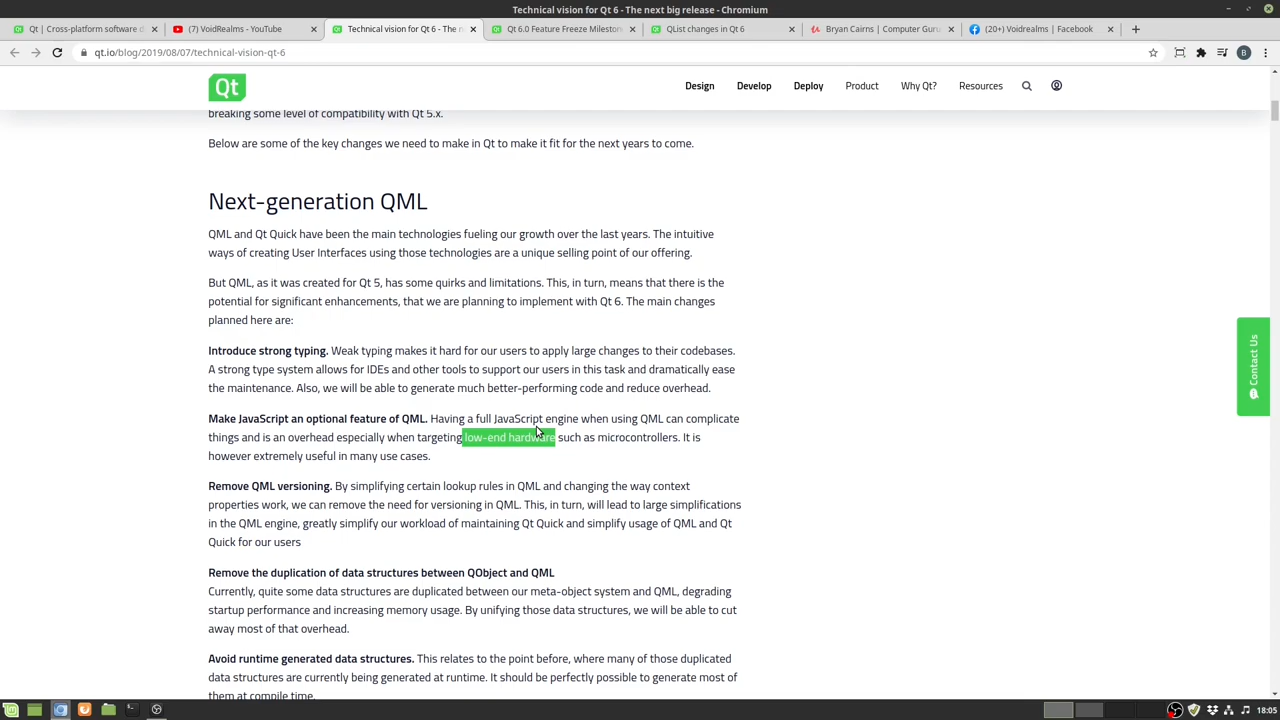 Technical vision for Qt 6 - The next big release - Chromium
Qt | Cross-platform software d
(7) VoidRealms - YouTube
Technical vision for Qt 6 - The n
Qt 6.0 Feature Freeze Milestone
QList changes in Qt 6
Bryan Cairns | Computer Guru
(20+) Voidrealms | Facebook
qt.io/blog/2019/08/07/technical-vision-qt-6
B
Qt
Design
Develop
Deploy
Product
Why Qt?
Resources
breaking some level of compatibility with Qt 5.x.
Below are some of the key changes we need to make in Qt to make it fit for the next years to come.
Next-generation QML
QML and Qt Quick have been the main technologies fueling our growth over the last years. The intuitive
ways of creating User Interfaces using those technologies are a unique selling point of our offering.
But QML, as it was created for Qt 5, has some quirks and limitations. This, in turn, means that there is the
potential for significant enhancements, that we are planning to implement with Qt 6. The main changes
planned here are:
Introduce strong typing. Weak typing makes it hard for our users to apply large changes to their codebases.
A strong type system allows for IDEs and other tools to support our users in this task and dramatically ease
the maintenance. Also, we will be able to generate much better-performing code and reduce overhead.
Make JavaScript an optional feature of QML. Having a full JavaScript engine when using QML can complicate
things and is an overhead especially when targeting low-end hardware such as microcontrollers. It is
however extremely useful in many use cases.
Remove QML versioning. By simplifying certain lookup rules in QML and changing the way context
properties work, we can remove the need for versioning in QML. This, in turn, will lead to large simplifications
in the QML engine, greatly simplify our workload of maintaining Qt Quick and simplify usage of QML and Qt
Quick for our users
Remove the duplication of data structures between QObject and QML
Currently, quite some data structures are duplicated between our meta-object system and QML, degrading
startup performance and increasing memory usage. By unifying those data structures, we will be able to cut
away most of that overhead.
Avoid runtime generated data structures. This relates to the point before, where many of those duplicated
data structures are currently being generated at runtime. It should be perfectly possible to generate most of
them at compile time.
Contact Us
18:05